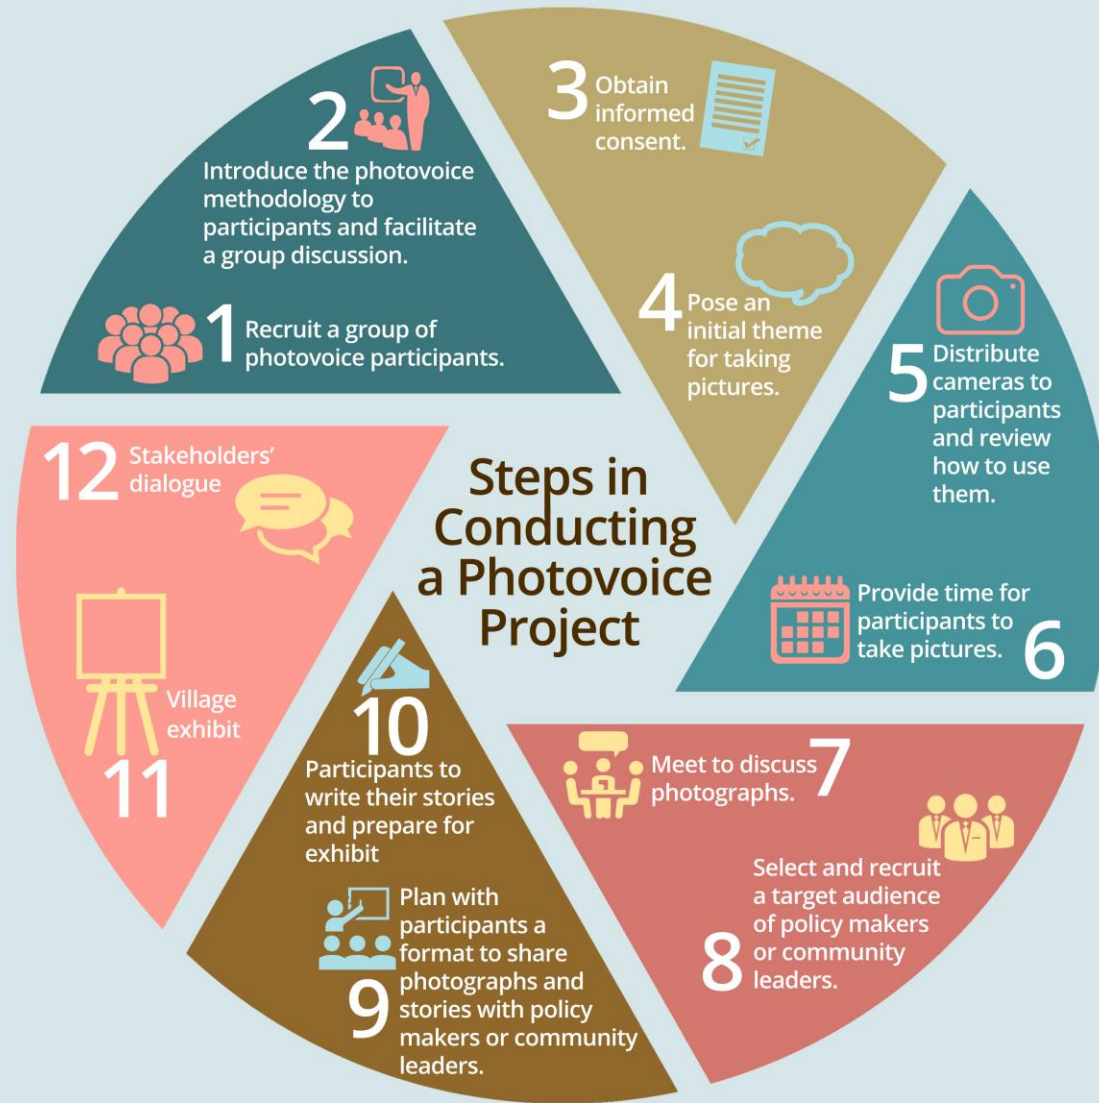 Steps in
Conducting
a Photovoice
Project
1
Recruit a group of
photovoice participants.
2
Introduce the photovoice
methodology to
participants and facilitate
a group discussion.
3
Obtain
informed
consent.
4
Pose an
initial theme
for taking
pictures.
5
Distribute
cameras to
participants
and review
how to use
them.
6
Provide time for
participants to
take pictures.
7
Meet to discuss
photographs.
8
Select and recruit
a target audience
of policy makers
or community
leaders.
9
Plan with
participants a
format to share
photographs and
stories with policy
makers or community
leaders.
10
Participants to
write their stories
and prepare for
exhibit
11
Village
exhibit
12
Stakeholders’
dialogue